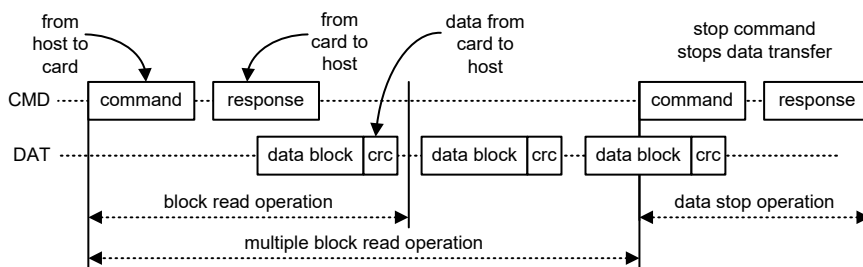 from
host to
card
from
card to
host
data from
card to
host
stop command
stops data transfer
CMD command response command response
DAT data block crc data block crc data block crc
block read operation data stop operation
multiple block read operation